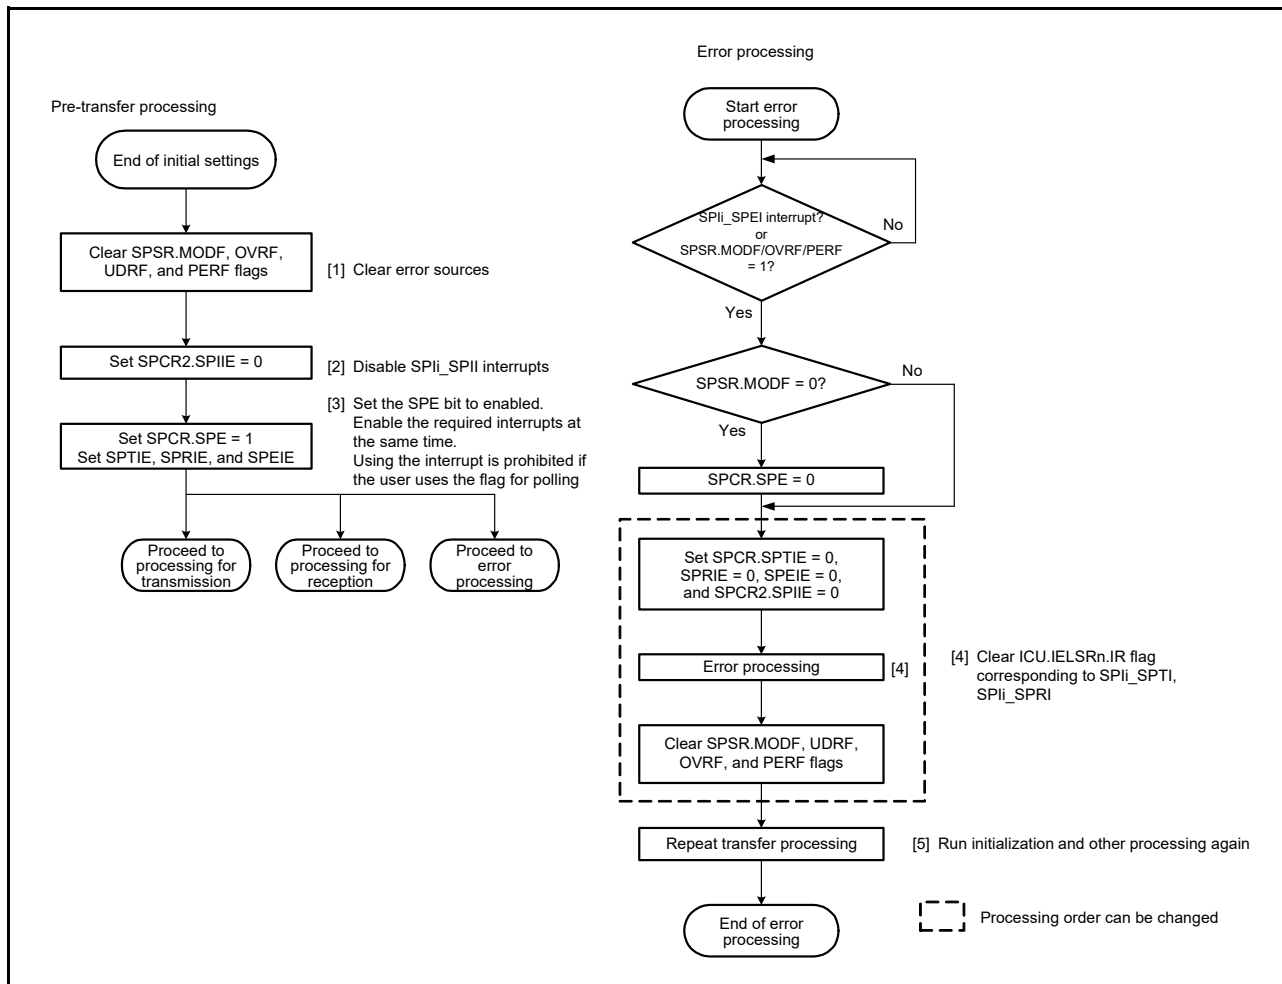 Pre-transfer processing
End of initial settings
Clear SPSR.MODF, OVRF,
UDRF, and PERF flags
[1] Clear error sources
Set SPCR2.SPIIE = 0
[2] Disable SPIi_SPII interrupts
Set SPCR.SPE = 1
Set SPTIE, SPRIE, and SPEIE
[3] Set the SPE bit to enabled.
Enable the required interrupts at
the same time.
Using the interrupt is prohibited if
the user uses the flag for polling
Proceed to
processing for
transmission
Proceed to
processing for
reception
Proceed to
error
processing
Error processing
Start error
processing
SPIi_SPEI interrupt?
or
SPSR.MODF/OVRF/PERF
= 1?
No
Yes
SPSR.MODF = 0?
No
Yes
SPCR.SPE = 0
Set SPCR.SPTIE = 0,
SPRIE = 0, SPEIE = 0,
and SPCR2.SPIIE = 0
Error processing
[4]
[4] Clear ICU.IELSRn.IR flag
corresponding to SPIi_SPTI,
SPIi_SPRI
Clear SPSR.MODF, UDRF,
OVRF, and PERF flags
Repeat transfer processing
[5] Run initialization and other processing again
End of error
processing
Processing order can be changed